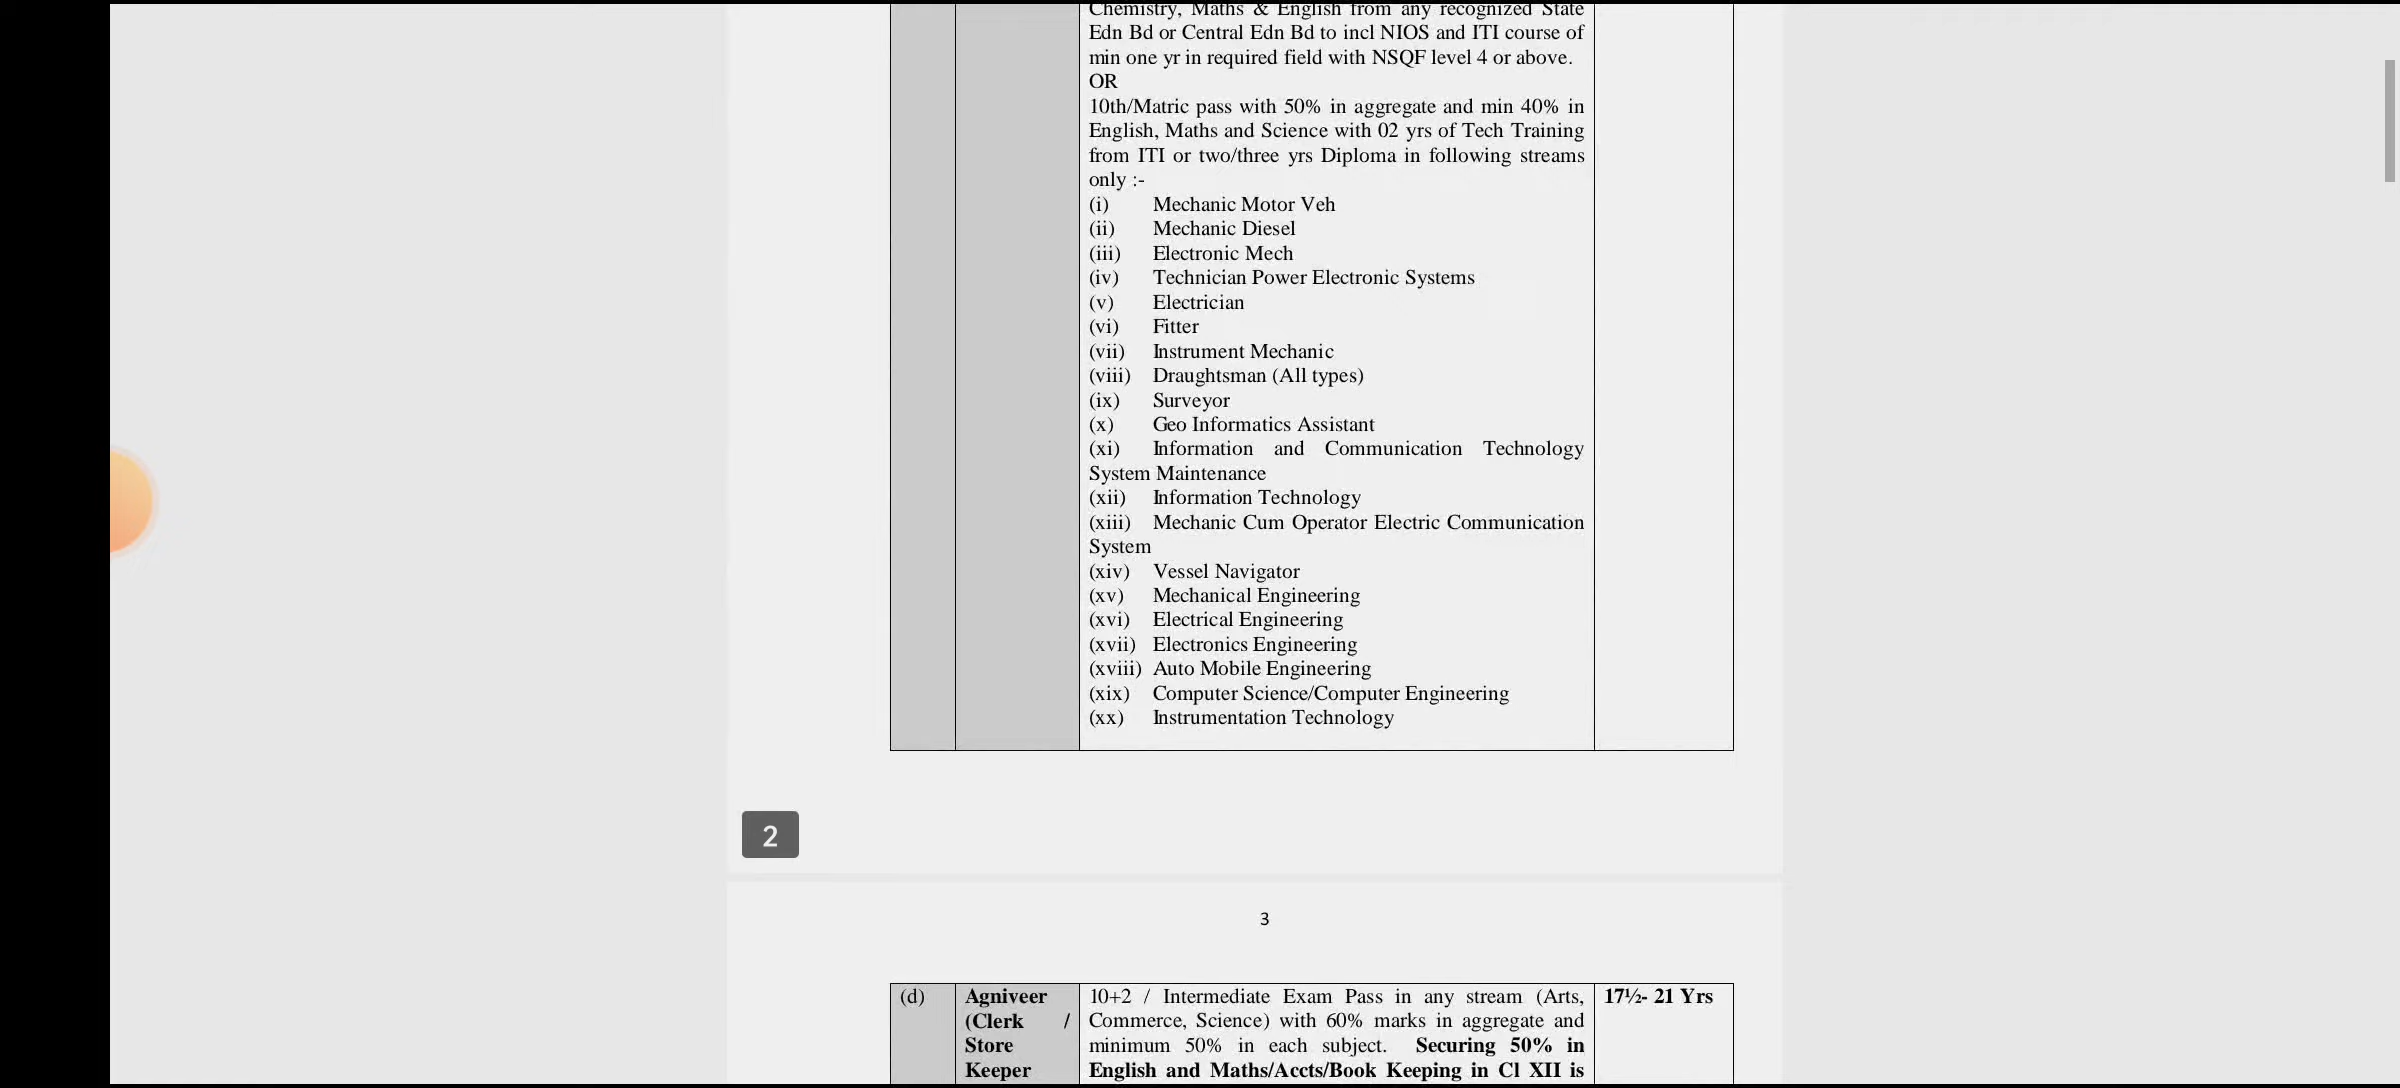 Chemistry, Maths & English from any recognized State
Edn Bd or Central Edn Bd to incl NIOS and ITI course of
min one yr in required field with NSQF level 4 or above.
OR
10th/Matric pass with 50% in aggregate and min 40% in
English, Maths and Science with 02 yrs of Tech Training
from ITI or two/three yrs Diploma in following streams
only :-
(i) Mechanic Motor Veh
(ii) Mechanic Diesel
(iii) Electronic Mech
(iv) Technician Power Electronic Systems
(v) Electrician
(vi) Fitter
(vii) Instrument Mechanic
(viii) Draughtsman (All types)
(ix) Surveyor
(x) Geo Informatics Assistant
(xi) Information and Communication Technology
System Maintenance
(xii) Information Technology
(xiii) Mechanic Cum Operator Electric Communication
System
(xiv) Vessel Navigator
(xv) Mechanical Engineering
(xvi) Electrical Engineering
(xvii) Electronics Engineering
(xviii) Auto Mobile Engineering
(xix) Computer Science/Computer Engineering
(xx) Instrumentation Technology
2
3
(d) Agniveer 10+2 / Intermediate Exam Pass in any stream (Arts, 17½- 21 Yrs
(Clerk / Commerce, Science) with 60% marks in aggregate and
Store minimum 50% in each subject. Securing 50% in
Keeper English and Maths/Accts/Book Keeping in Cl XII is